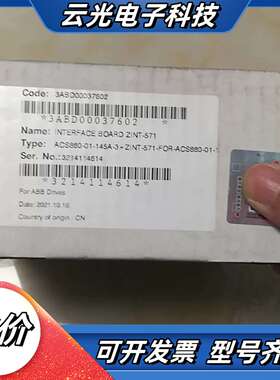 云光电子科技
Code: 3ABD00037602
*3ABD00037602*
Name: INTERFACE BOARD ZINT-571
Type: ACS880-01-145A-3+ZINT-571-FOR-ACS880-01-1
Ser. No.: 3214114614
*3214114614*
For ABB Drives
Date: 2021.10.16
Country of origin: CN
价
可开发票 型号齐